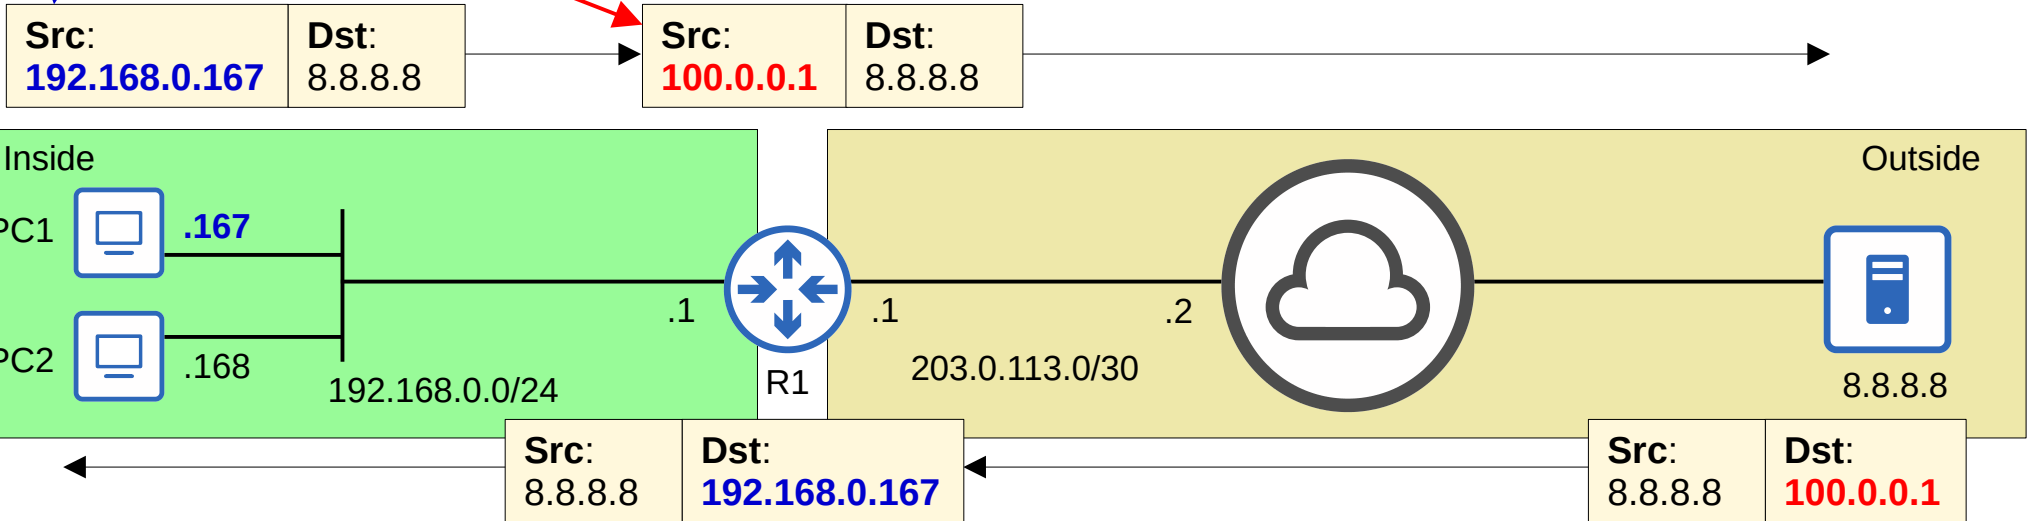 Src:
192.168.0.167
Dst:
8.8.8.8
Src:
100.0.0.1
Dst:
8.8.8.8
Inside
Outside
PC1
.167
PC2
.168
192.168.0.0/24
.1
R1
.1
.2
203.0.113.0/30
8.8.8.8
Src:
8.8.8.8
Dst:
192.168.0.167
Src:
8.8.8.8
Dst:
100.0.0.1